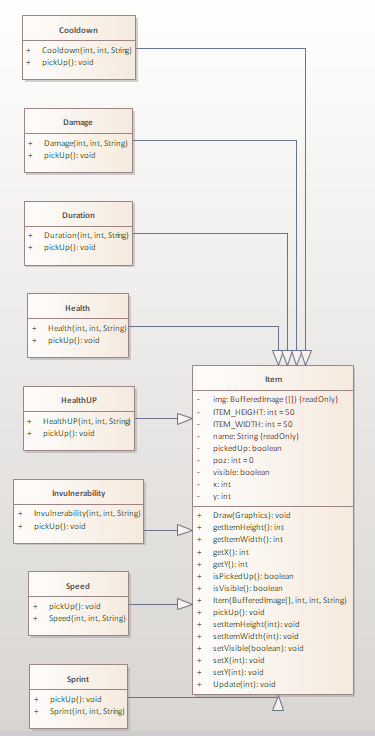 Cooldown
+ Cooldown(int, int, String)
+ pickUp(): void
Damage
+ Damage(int, int, String)
+ pickUp(): void
Duration
+ Duration(int, int, String)
+ pickUp(): void
Health
+ Health(int, int, String)
+ pickUp(): void
HealthUP
+ HealthUP(int, int, String)
+ pickUp(): void
Invulnerability
+ Invulnerability(int, int, String)
+ pickUp(): void
Speed
+ pickUp(): void
+ Speed(int, int, String)
Sprint
+ pickUp(): void
+ Sprint(int, int, String)
Item
- img: BufferedImage ([]) {readOnly}
- ITEM_HEIGHT: int = 50
- ITEM_WIDTH: int = 50
- name: String {readOnly}
- pickedUp: boolean
- poz: int = 0
- visible: boolean
- x: int
- y: int
+ Draw(Graphics): void
+ getItemHeight(): int
+ getItemWidth(): int
+ getX(): int
+ getY(): int
+ isPickedUp(): boolean
+ isVisible(): boolean
+ Item(BufferedImage[], int, int, String)
+ pickUp(): void
+ setItemHeight(int): void
+ setItemWidth(int): void
+ setVisible(boolean): void
+ setX(int): void
+ setY(int): void
+ Update(int): void